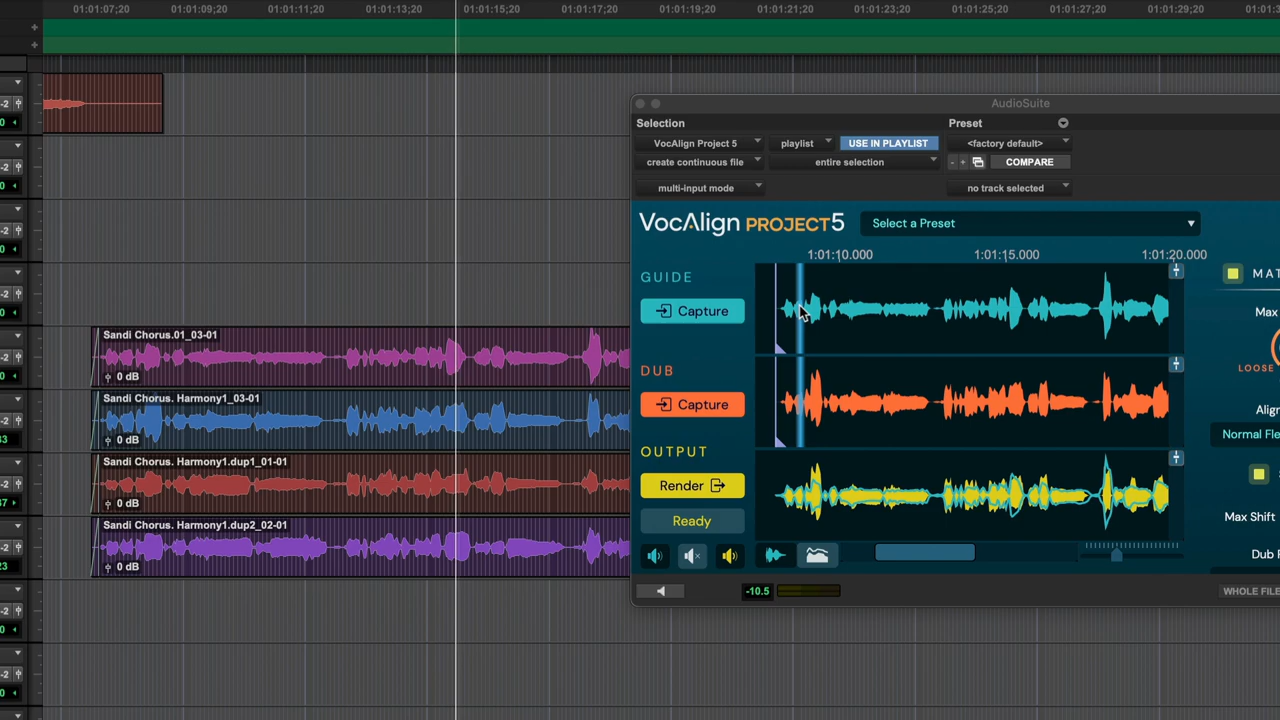 01:01:07;20 01:01:09;20 01:01:11;20 01:01:13;20 01:01:15;20 01:01:17;20 01:01:19;20 01:01:21;20 01:01:23;20 01:01:25;20 01:01:27;20 01:01:29;20 01:01:3
AudioSuite
Selection Preset
VocAlign Project 5 playlist USE IN PLAYLIST <factory default>
create continuous file entire selection - + COMPARE
multi-input mode no track selected
VocAlign PROJECT5 Select a Preset
1:01:10.000 1:01:15.000 1:01:20.000
GUIDE MAT
Capture Max
LOOSE
DUB
Capture Align
Normal Fle
OUTPUT
Render
Ready Max Shift
Dub P
-10.5 WHOLE FILE
Sandi Chorus.01_03-01
0 dB
Sandi Chorus. Harmony1_03-01
0 dB
Sandi Chorus. Harmony1.dup1_01-01
0 dB
Sandi Chorus. Harmony1.dup2_02-01
0 dB